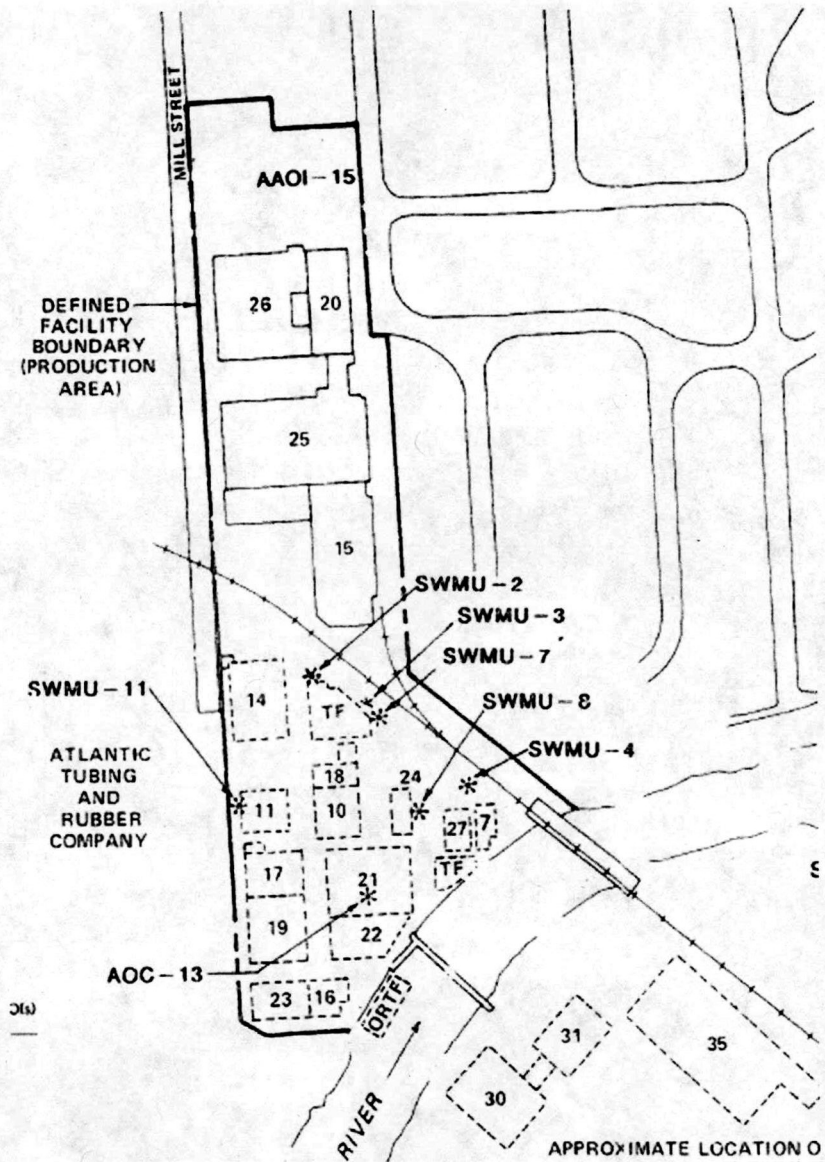 MILL STREET
AAOI-15
DEFINED
FACILITY
BOUNDARY
(PRODUCTION
AREA)
26
20
25
15
SWMU-2
SWMU-3
SWMU-7
SWMU-11
14
TF
SWMU-8
SWMU-4
ATLANTIC
TUBING
AND
RUBBER
COMPANY
18
24
11
10
27
7
17
21
TF
19
22
AOC-13
23
16
ORTF
31
35
30
RIVER
APPROXIMATE LOCATION O